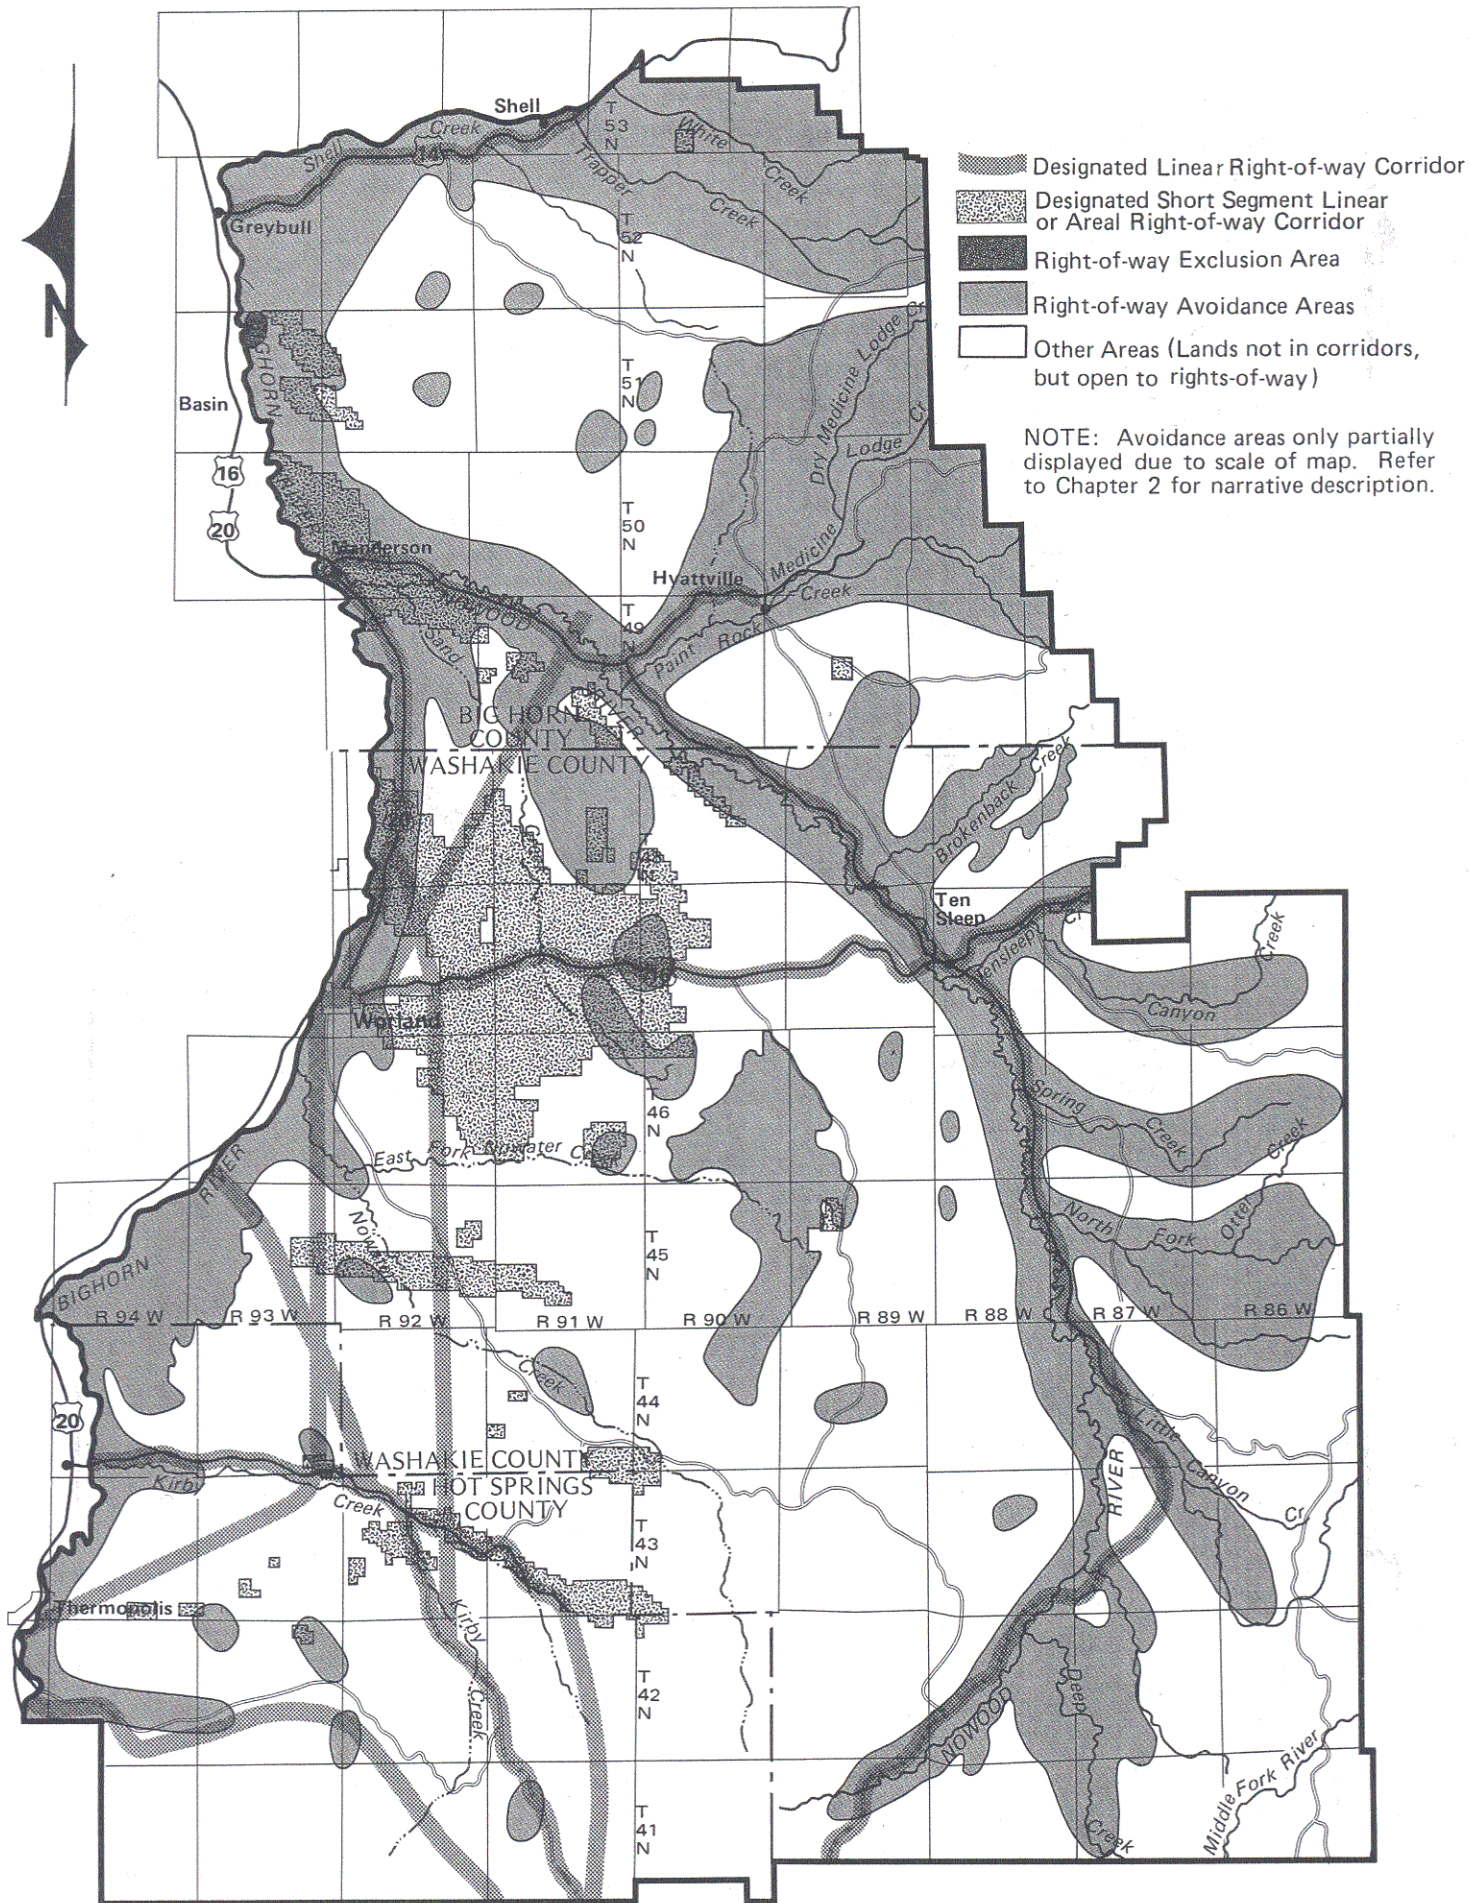 Shell
Creek
Shell
14
T
53
N
White
Creek
Trapper
Creek
Greybull
T
52
N
Designated Linear Right-of-way Corridor
Designated Short Segment Linear
or Areal Right-of-way Corridor
Right-of-way Exclusion Area
Right-of-way Avoidance Areas
Other Areas (Lands not in corridors,
but open to rights-of-way)
NOTE: Avoidance areas only partially
displayed due to scale of map. Refer
to Chapter 2 for narrative description.
N
Basin
T
51
N
Dry Medicine Lodge Cr
Lodge Cr
16
20
T
50
N
Manderson
Hyattville
Medicine
Creek
T
49
N
Paint Rock
Sand
RIVER
BIG HORN
COUNTY
WASHAKIE COUNTY
Brokenback Creek
Ten
Sleep
Cr
Tensleep
Creek
Canyon
Worland
T
46
N
Spring
Creek
Creek
East Fork Nowater Creek
RIVER
North
Fork
Otter
T
45
N
BIGHORN
R 94 W
R 93 W
R 92 W
R 91 W
R 90 W
R 89 W
R 88 W
R 87 W
R 86 W
Creek
T
44
N
20
Little
Canyon
Cr
WASHAKIE COUNTY
HOT SPRINGS
COUNTY
Kirby
Creek
RIVER
T
43
N
Thermopolis
Kirby
Creek
T
42
N
Deep
NOWOOD
Middle Fork River
T
41
N
Creek